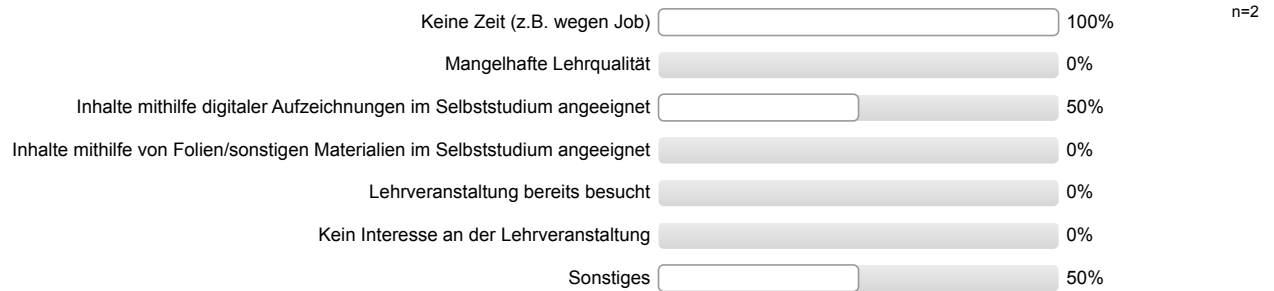 Keine Zeit (z.B. wegen Job) 100% n=2
Mangelhafte Lehrqualität 0%
Inhalte mithilfe digitaler Aufzeichnungen im Selbststudium angeeignet 50%
Inhalte mithilfe von Folien/sonstigen Materialien im Selbststudium angeeignet 0%
Lehrveranstaltung bereits besucht 0%
Kein Interesse an der Lehrveranstaltung 0%
Sonstiges 50%